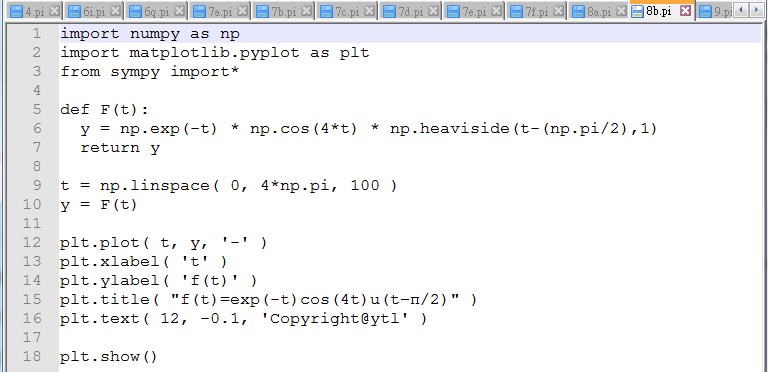 4.pi 6i.pi 6q.pi 7a.pi 7b.pi 7c.pi 7d.pi 7e.pi 7f.pi 8a.pi 8b.pi 9.pi
1 import numpy as np
2 import matplotlib.pyplot as plt
3 from sympy import*
4
5 def F(t):
6   y = np.exp(-t) * np.cos(4*t) * np.heaviside(t-(np.pi/2),1)
7   return y
8
9 t = np.linspace( 0, 4*np.pi, 100 )
10 y = F(t)
11
12 plt.plot( t, y, '-' )
13 plt.xlabel( 't' )
14 plt.ylabel( 'f(t)' )
15 plt.title( "f(t)=exp(-t)cos(4t)u(t-π/2)" )
16 plt.text( 12, -0.1, 'Copyright@ytl' )
17
18 plt.show()